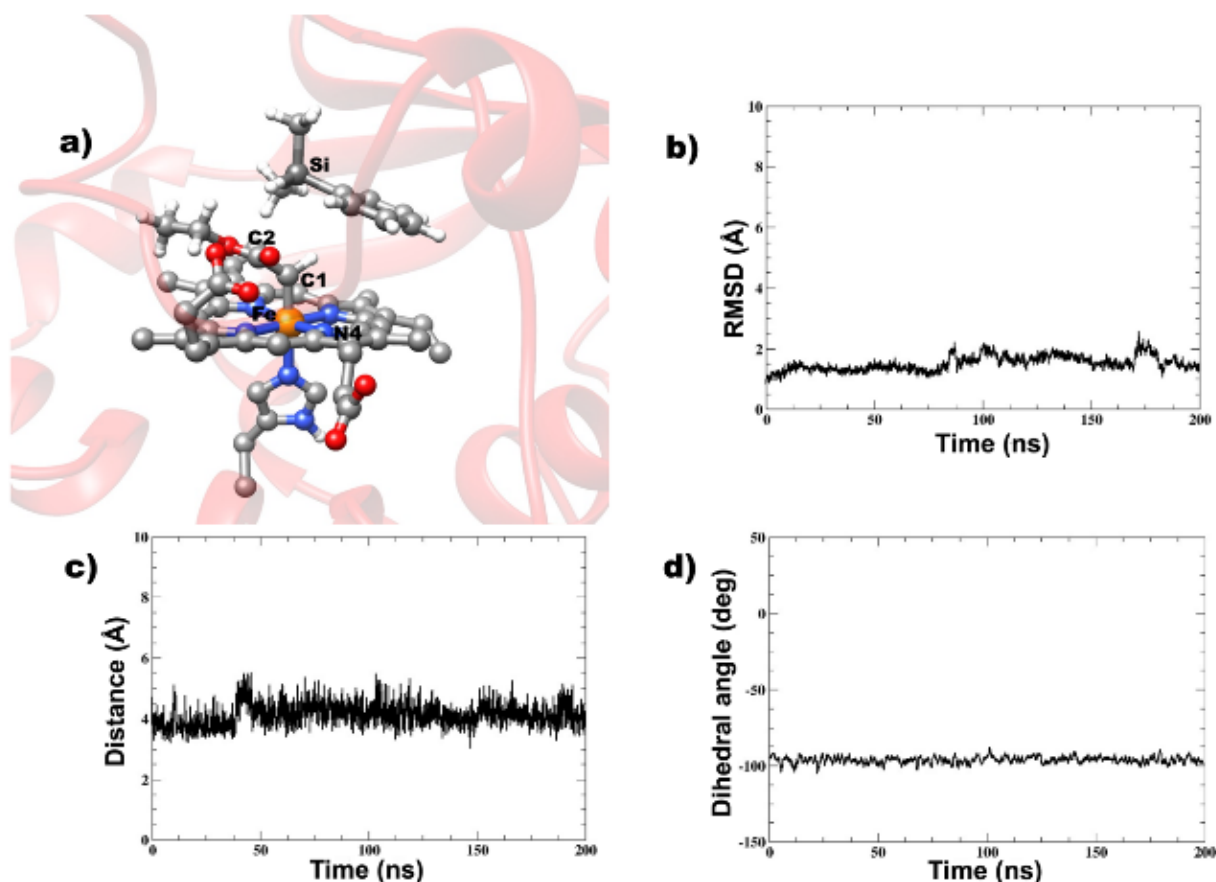 a)
Si
C2
C1
Fe
N4
b)
10
8
6
4
2
0
RMSD (Å)
0 50 100 150 200
Time (ns)
c)
10
8
6
4
2
0
Distance (Å)
0 50 100 150 200
Time (ns)
d)
50
0
-50
-100
-150
Dihedral angle (deg)
0 50 100 150 200
Time (ns)